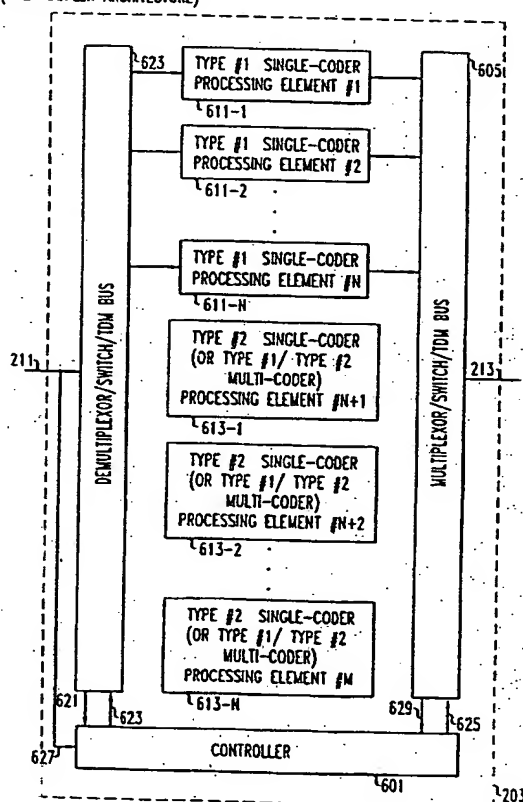 623
TYPE #1 SINGLE-CODER
PROCESSING ELEMENT #1
611-1
605
TYPE #1 SINGLE-CODER
PROCESSING ELEMENT #2
611-2
TYPE #1 SINGLE-CODER
PROCESSING ELEMENT #N
611-N
DEMULTIPLEXOR/SWITCH/TDM BUS
MULTIPLEXOR/SWITCH/TDM BUS
211
213
TYPE #2 SINGLE-CODER
(OR TYPE #1/ TYPE #2
MULTI-CODER)
PROCESSING ELEMENT #N+1
613-1
TYPE #2 SINGLE-CODER
(OR TYPE #1/ TYPE #2
MULTI-CODER)
PROCESSING ELEMENT #N+2
613-2
TYPE #2 SINGLE-CODER
(OR TYPE #1/ TYPE #2
MULTI-CODER)
PROCESSING ELEMENT #M
613-N
621
623
629
625
627
CONTROLLER
601
203